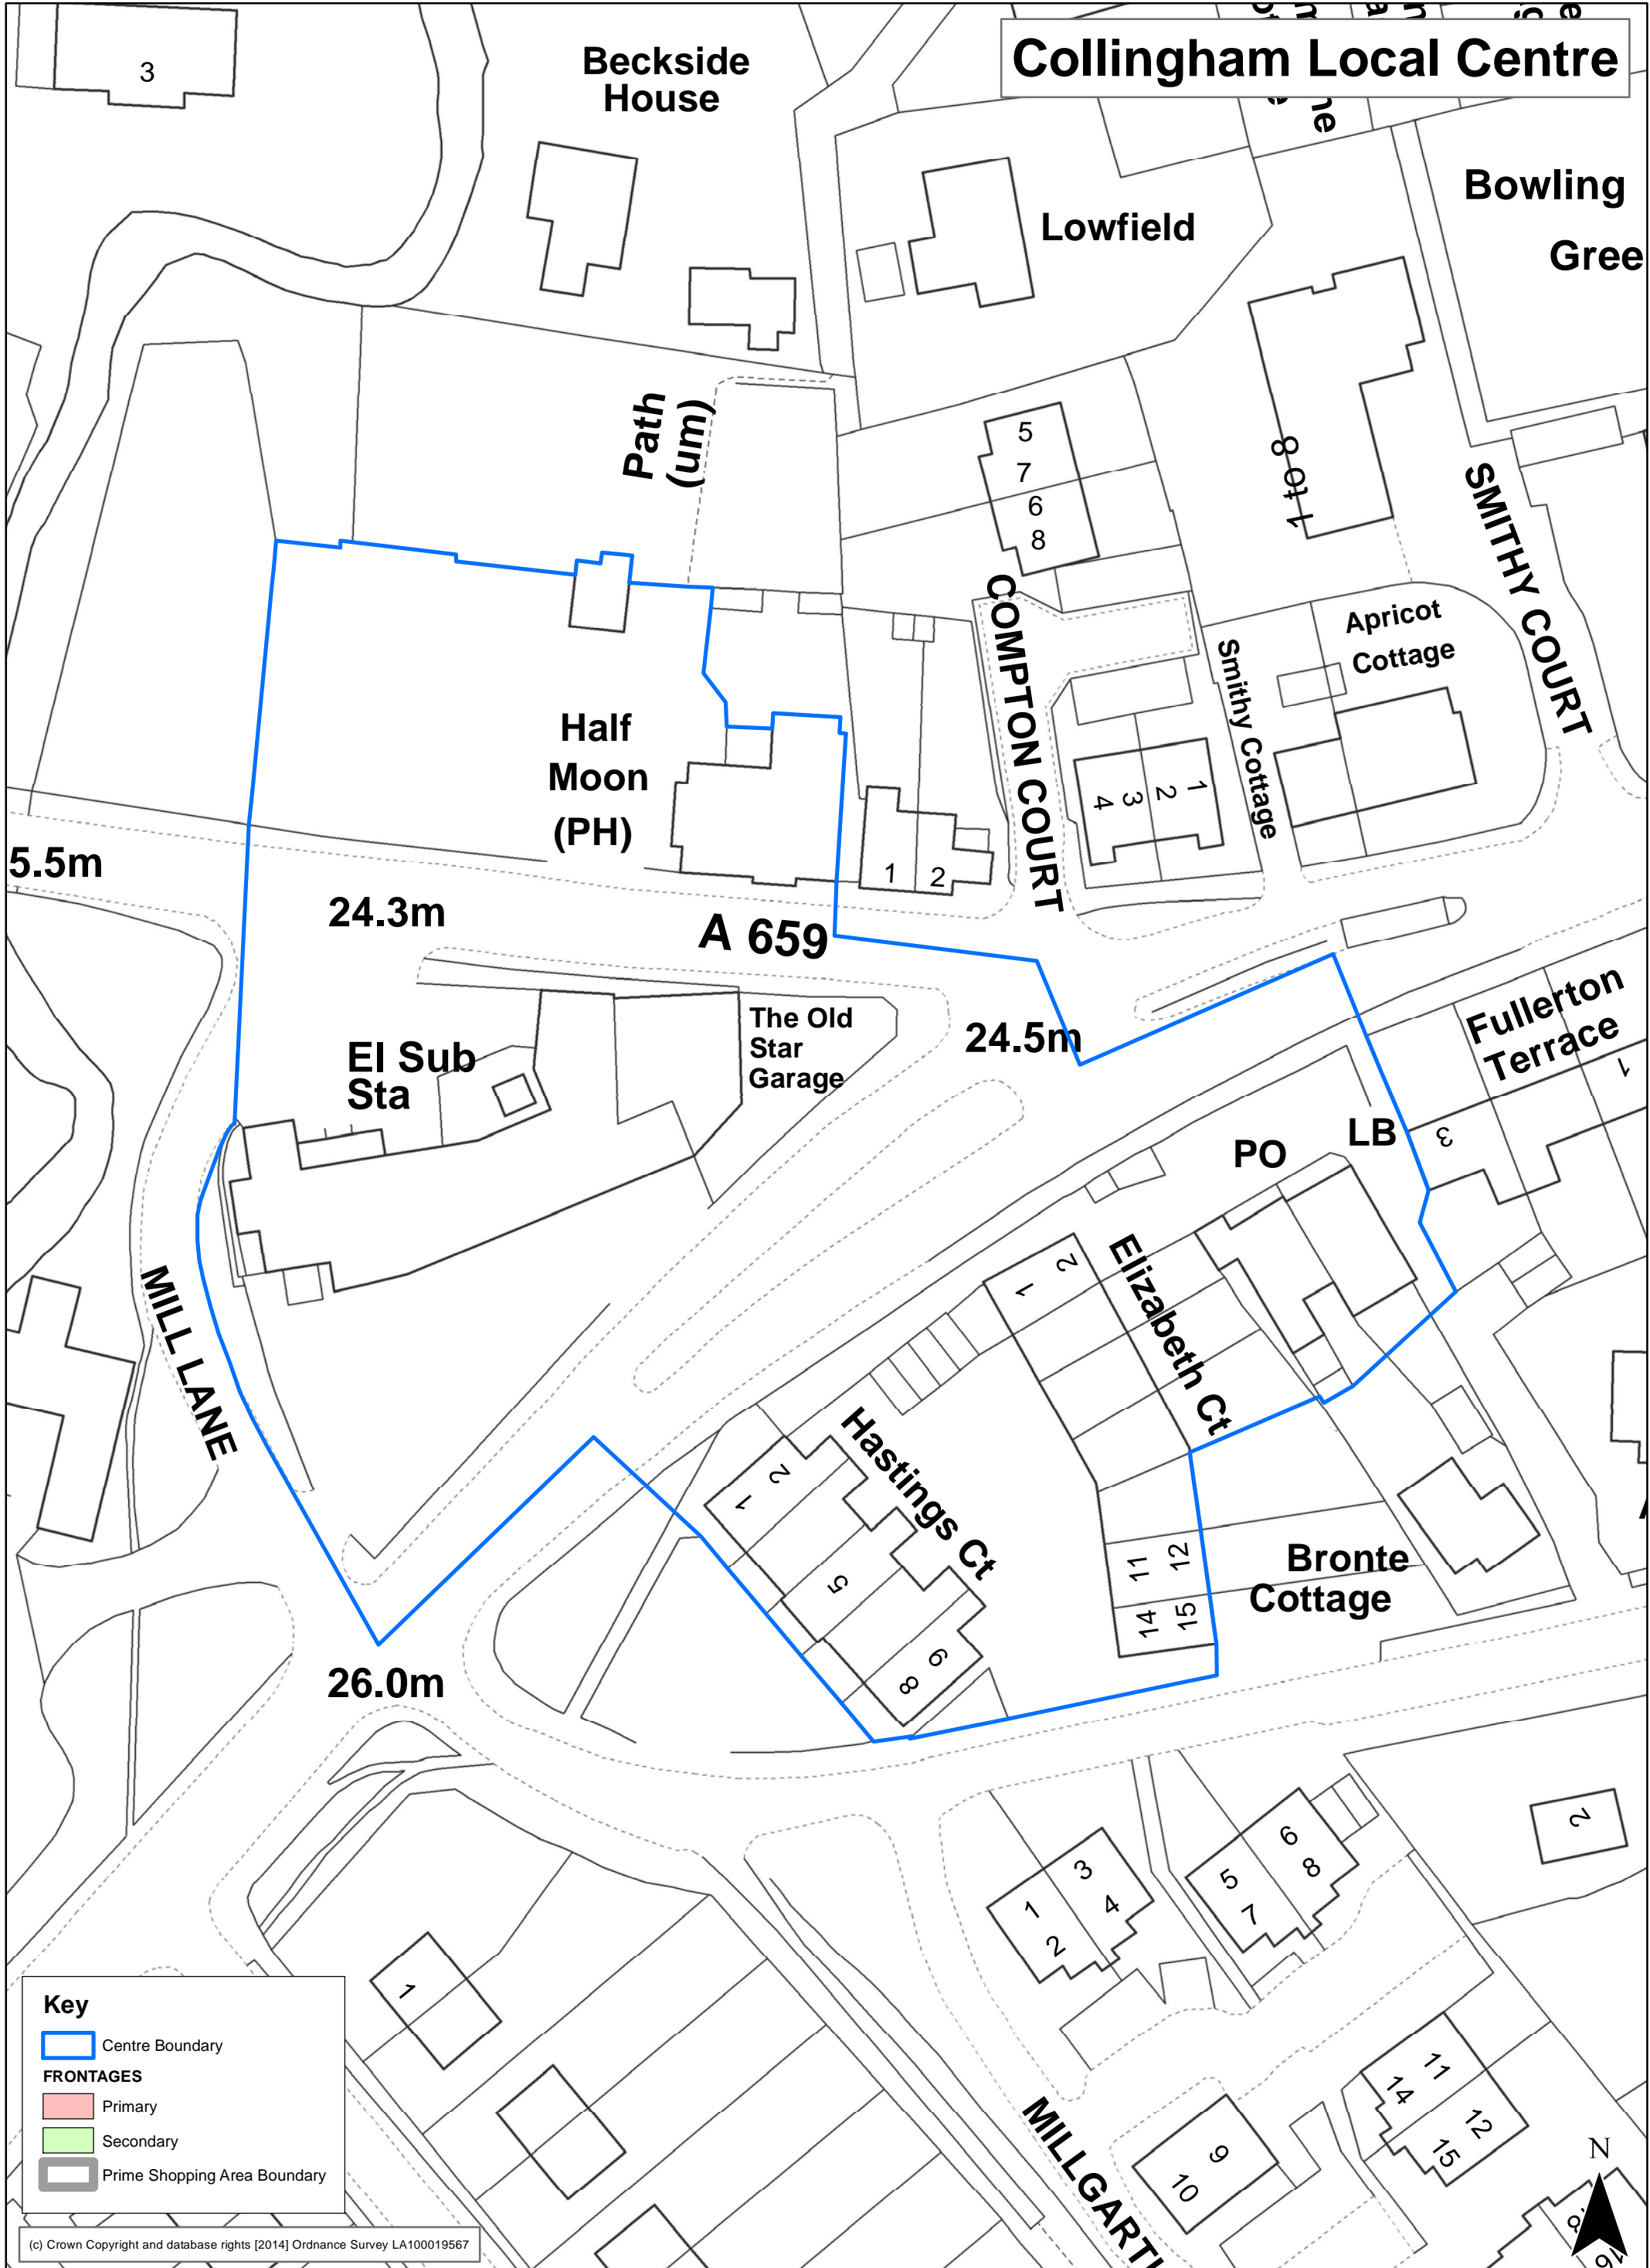 Collingham Local Centre
3
Beckside
House
Lowfield
Bowling
Gree
Path
(um)
5
7
6
8
1 to 8
SMITHY COURT
COMPTON COURT
Apricot
Cottage
Smithy Cottage
Half
Moon
(PH)
4
3
2
1
1
2
5.5m
24.3m
A 659
The Old
Star
Garage
24.5m
El Sub
Sta
Fullerton
Terrace
1
3
LB
PO
MILL LANE
1
2
Elizabeth Ct
Hastings Ct
1
2
5
8
9
11
12
14
15
Bronte
Cottage
26.0m
2
1
3
2
4
5
6
7
8
1
MILLGARTH
9
10
11
14
12
15
16
N
Key
Centre Boundary
FRONTAGES
Primary
Secondary
Prime Shopping Area Boundary
(c) Crown Copyright and database rights [2014] Ordnance Survey LA100019567